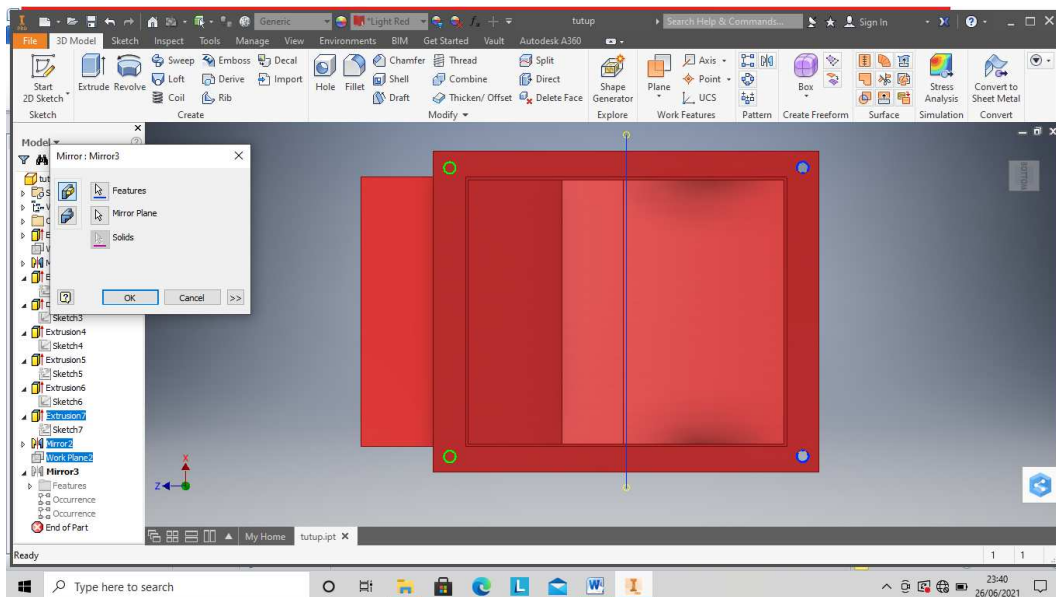 Generic
*Light Red
tutup
Search Help & Commands...
Sign In
File 3D Model Sketch Inspect Tools Manage View Environments BIM Get Started Vault Autodesk A360
Start
2D Sketch
Extrude Revolve
Sweep Emboss Decal
Loft Derive Import
Coil Rib
Hole Fillet
Chamfer Thread
Shell Combine
Draft Thicken/ Offset
Split
Direct
Delete Face
Shape
Generator
Plane
Axis
Point
UCS
Box
Stress
Analysis
Convert to
Sheet Metal
Sketch Create Modify Explore Work Features Pattern Create Freeform Surface Simulation Convert
Model
Mirror : Mirror3
Features
Mirror Plane
Solids
OK Cancel >>
Sketch3
Extrusion4
Sketch4
Extrusion5
Sketch5
Extrusion6
Sketch6
Extrusion7
Sketch7
Mirror2
Work Plane2
Mirror3
Features
Occurrence
Occurrence
End of Part
BOTTOM
X
Z
My Home tutup.ipt
Ready
1 1
Type here to search
23:40
26/06/2021